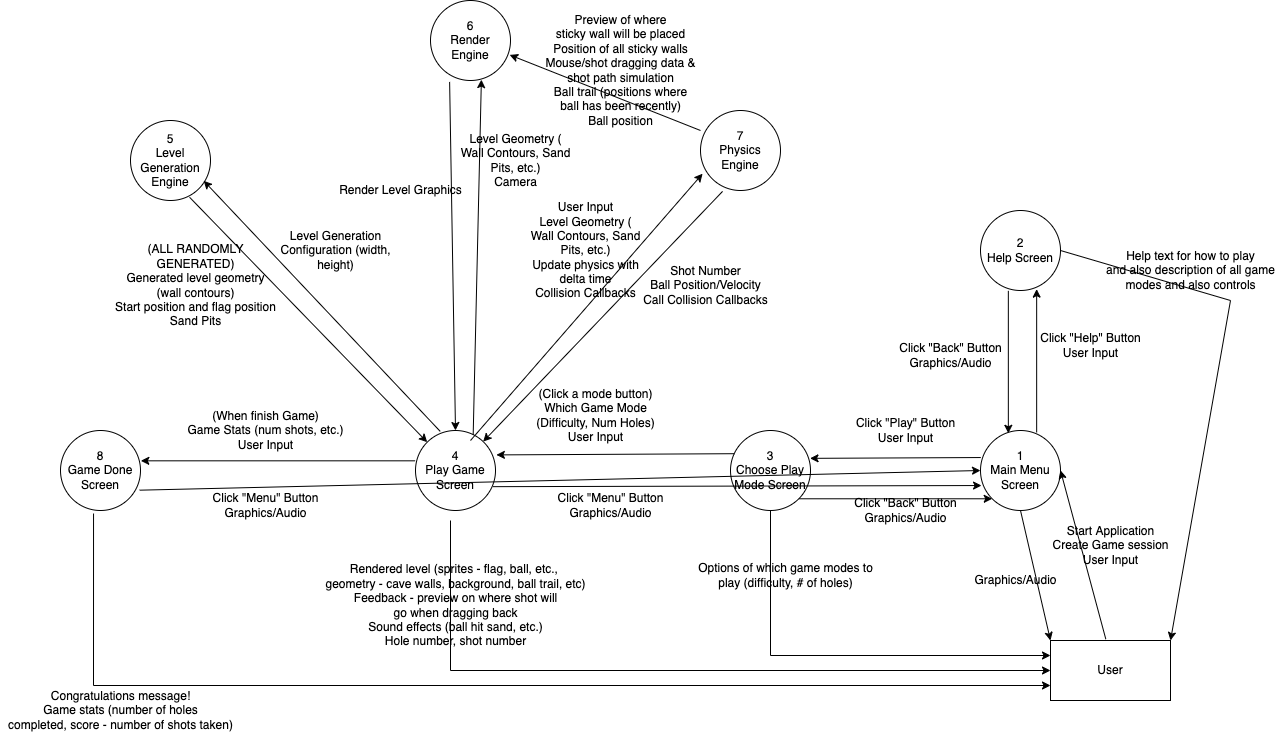 6
Render
Engine
Preview of where
sticky wall will be placed
Position of all sticky walls
Mouse/shot dragging data &
shot path simulation
Ball trail (positions where
ball has been recently)
Ball position
5
Level
Generation
Engine
7
Physics
Engine
Level Geometry (
Wall Contours, Sand
Pits, etc.)
Camera
Render Level Graphics
User Input
Level Geometry (
Wall Contours, Sand
Pits, etc.)
Update physics with
delta time
Collision Callbacks
Level Generation
Configuration (width,
height)
(ALL RANDOMLY
GENERATED)
Generated level geometry
(wall contours)
Start position and flag position
Sand Pits
Shot Number
Ball Position/Velocity
Call Collision Callbacks
2
Help Screen
Help text for how to play
and also description of all game
modes and also controls
Click "Back" Button
Graphics/Audio
Click "Help" Button
User Input
(Click a mode button)
Which Game Mode
(Difficulty, Num Holes)
User Input
(When finish Game)
Game Stats (num shots, etc.)
User Input
Click "Play" Button
User Input
8
Game Done
Screen
4
Play Game
Screen
3
Choose Play
Mode Screen
1
Main Menu
Screen
Click "Menu" Button
Graphics/Audio
Click "Menu" Button
Graphics/Audio
Click "Back" Button
Graphics/Audio
Start Application
Create Game session
User Input
Graphics/Audio
Rendered level (sprites - flag, ball, etc.,
geometry - cave walls, background, ball trail, etc)
Feedback - preview on where shot will
go when dragging back
Sound effects (ball hit sand, etc.)
Hole number, shot number
Options of which game modes to
play (difficulty, # of holes)
User
Congratulations message!
Game stats (number of holes
completed, score - number of shots taken)